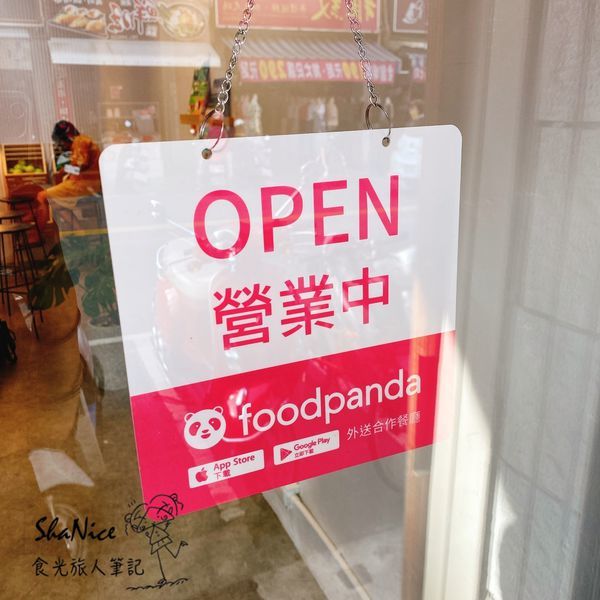 OPEN
營業中
foodpanda
外送合作餐廳
App Store
下載
Google Play
立即下載
ShaNice
食光旅人筆記